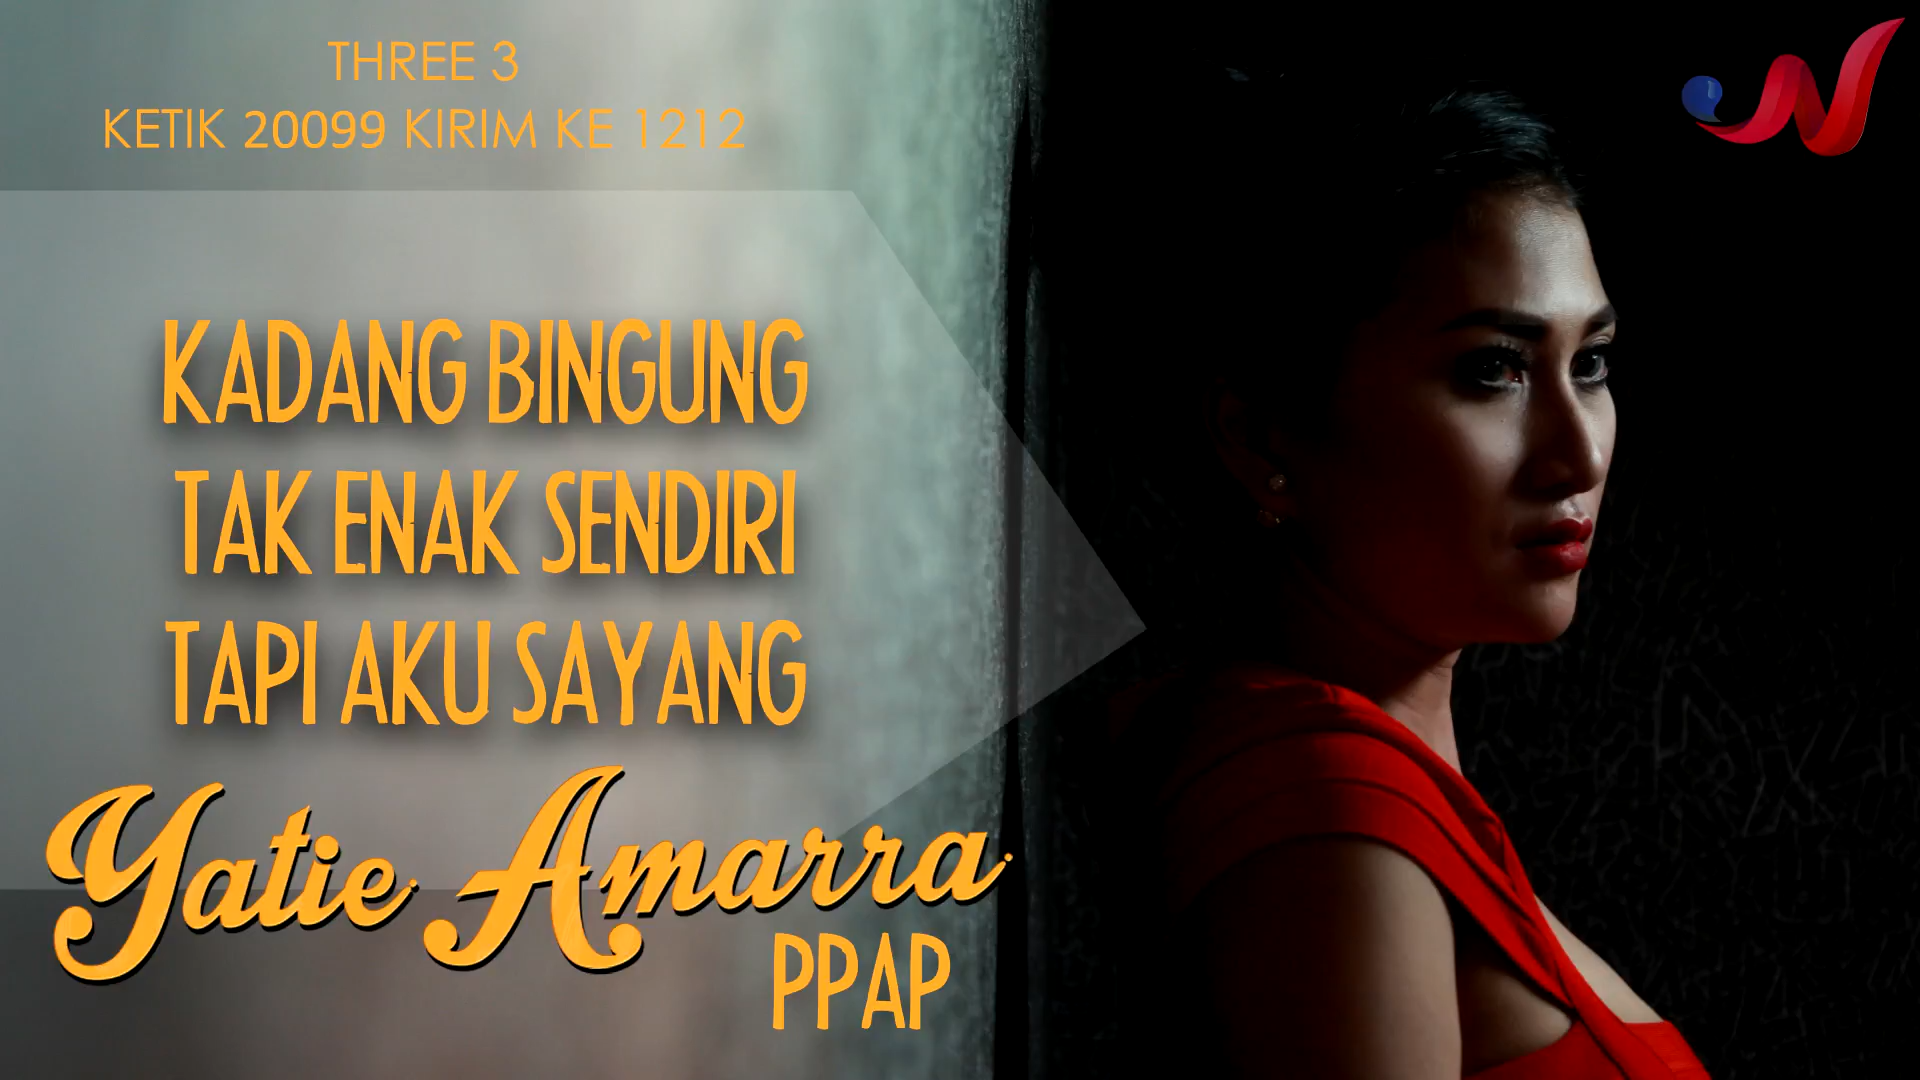 THREE 3
KETIK 20099 KIRIM KE 1212
KADANG BINGUNG
TAK ENAK SENDIRI
TAPI AKU SAYANG
Yatie Amarra
PPAP